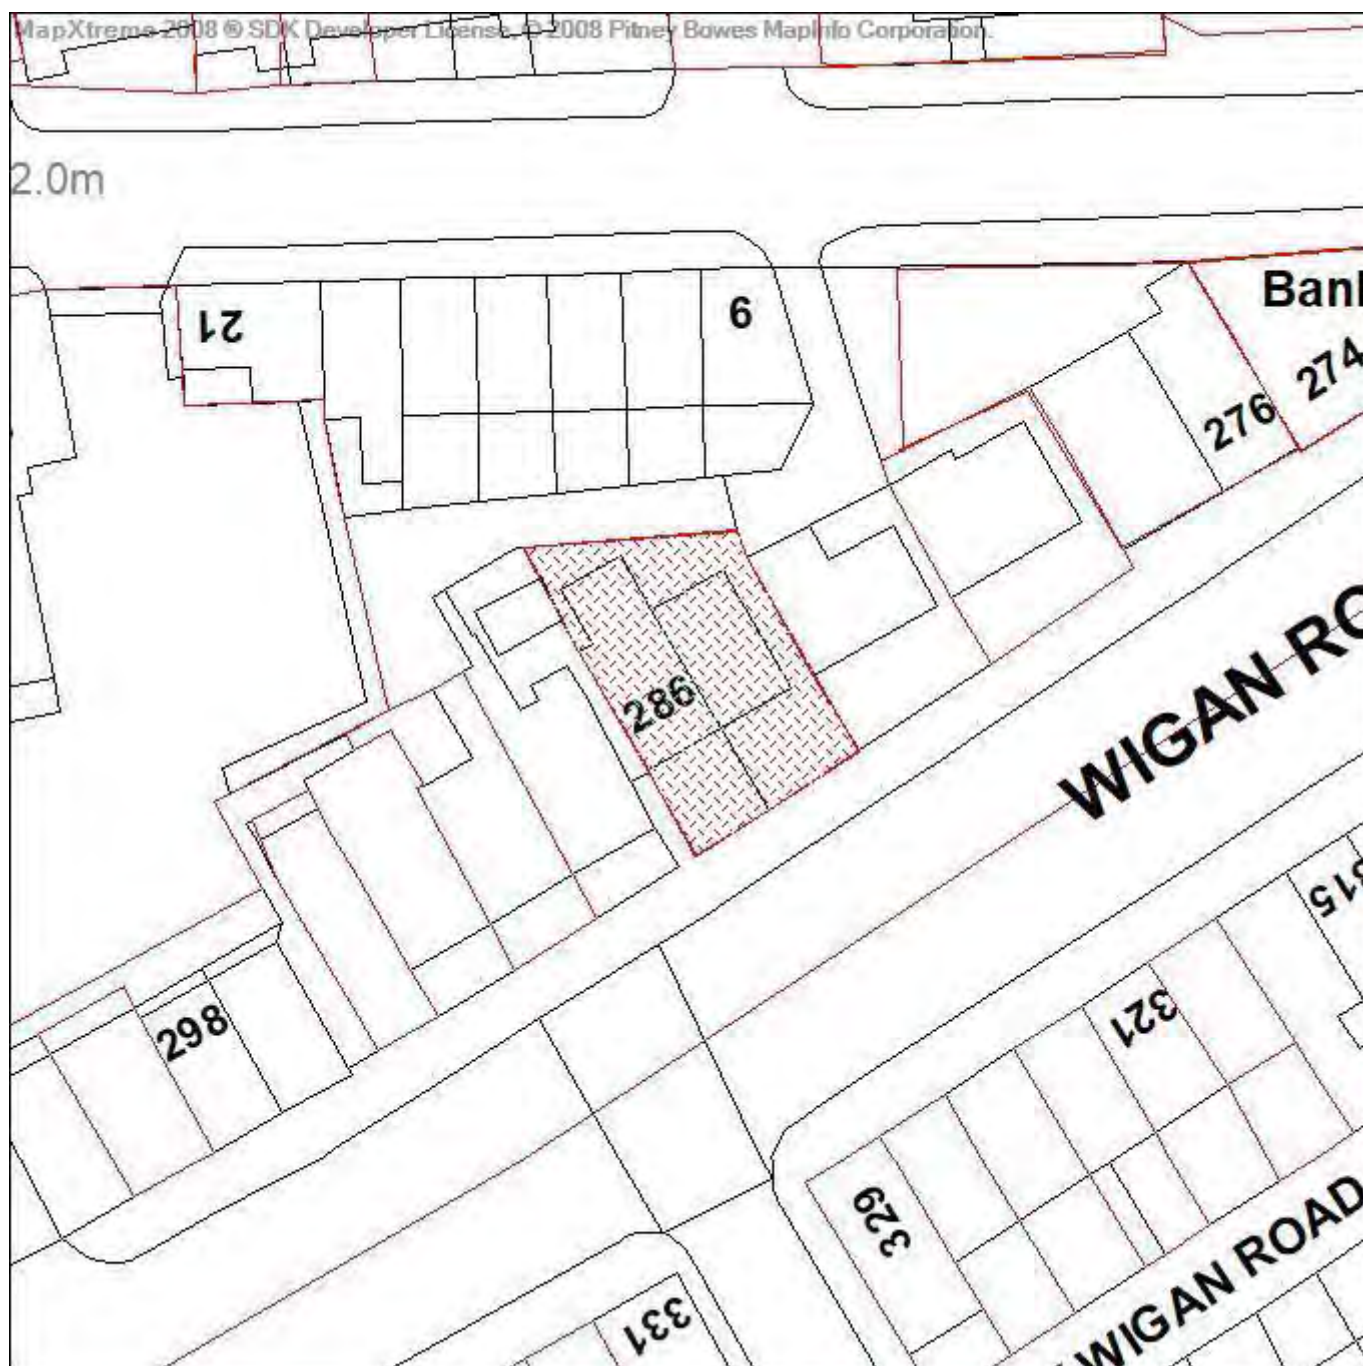 MapXtreme 2008 ® SDK Developer License, © 2008 Pitney Bowes MapInfo Corporation.
2.0m
21
9
Bank
274
276
286
WIGAN RO
315
298
321
329
331
WIGAN ROAD